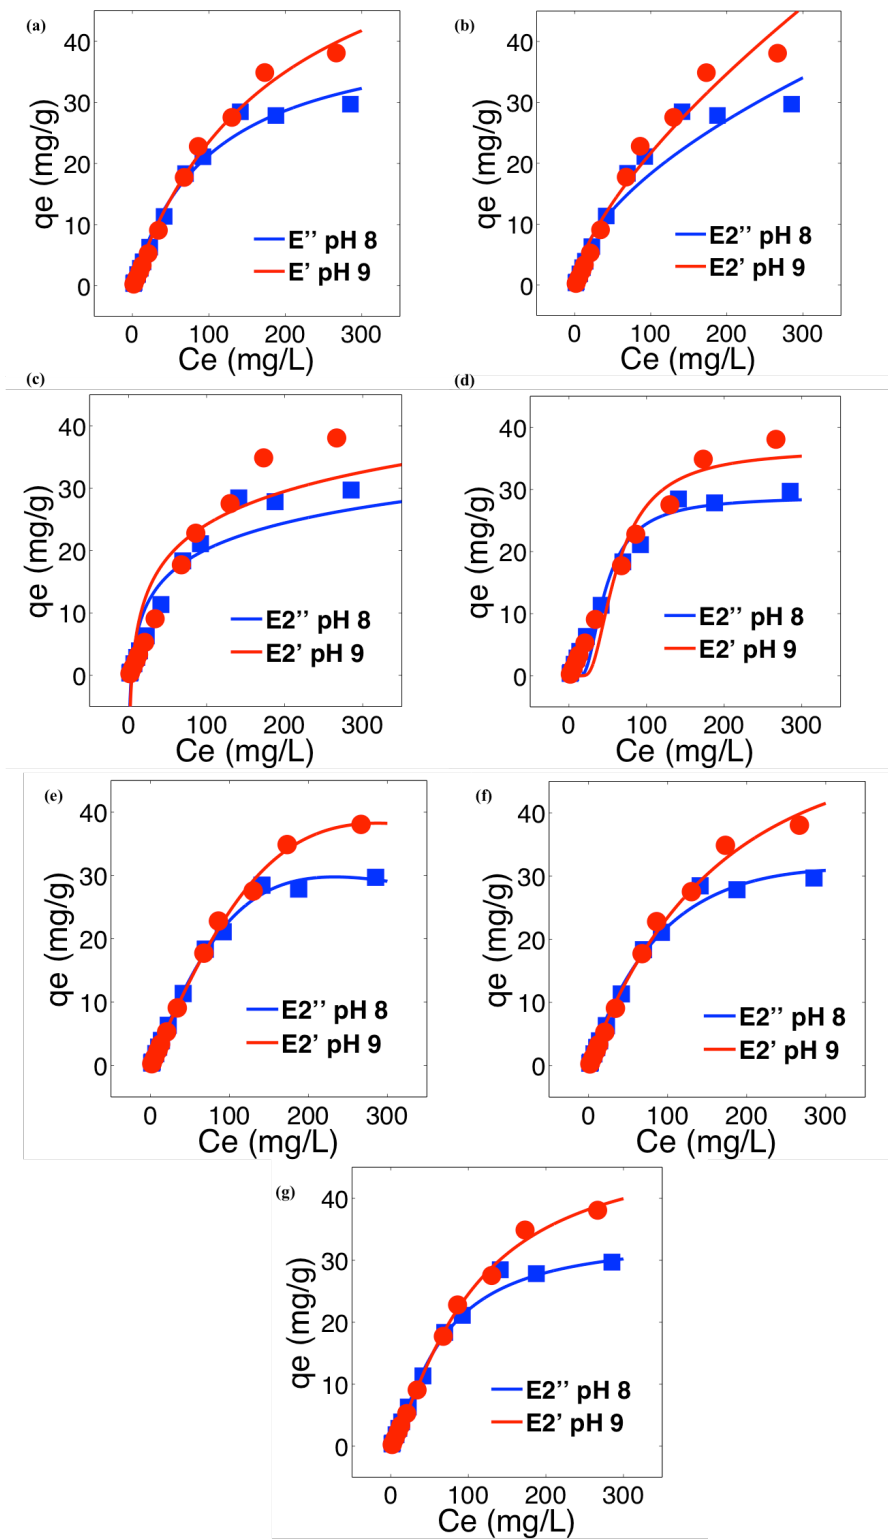 (a)
40
30
20
10
0
qe (mg/g)
E'' pH 8
E' pH 9
0 100 200 300
Ce (mg/L)
(b)
40
30
20
10
0
qe (mg/g)
E2'' pH 8
E2' pH 9
0 100 200 300
Ce (mg/L)
(c)
40
30
20
10
0
qe (mg/g)
E2'' pH 8
E2' pH 9
0 100 200 300
Ce (mg/L)
(d)
40
30
20
10
0
qe (mg/g)
E2'' pH 8
E2' pH 9
0 100 200 300
Ce (mg/L)
(e)
40
30
20
10
0
qe (mg/g)
E2'' pH 8
E2' pH 9
0 100 200 300
Ce (mg/L)
(f)
40
30
20
10
0
qe (mg/g)
E2'' pH 8
E2' pH 9
0 100 200 300
Ce (mg/L)
(g)
40
30
20
10
0
qe (mg/g)
E2'' pH 8
E2' pH 9
0 100 200 300
Ce (mg/L)